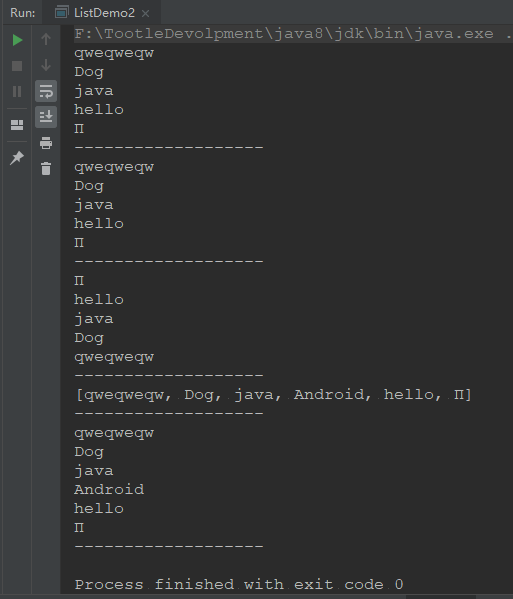 Run: ListDemo2
F:\TootleDevolpment\java8\jdk\bin\java.exe .
qweqweqw
Dog
java
hello
П
-------------------
qweqweqw
Dog
java
hello
П
-------------------
П
hello
java
Dog
qweqweqw
-------------------
[qweqweqw, Dog, java, Android, hello, П]
-------------------
qweqweqw
Dog
java
Android
hello
П
-------------------
Process finished with exit code 0